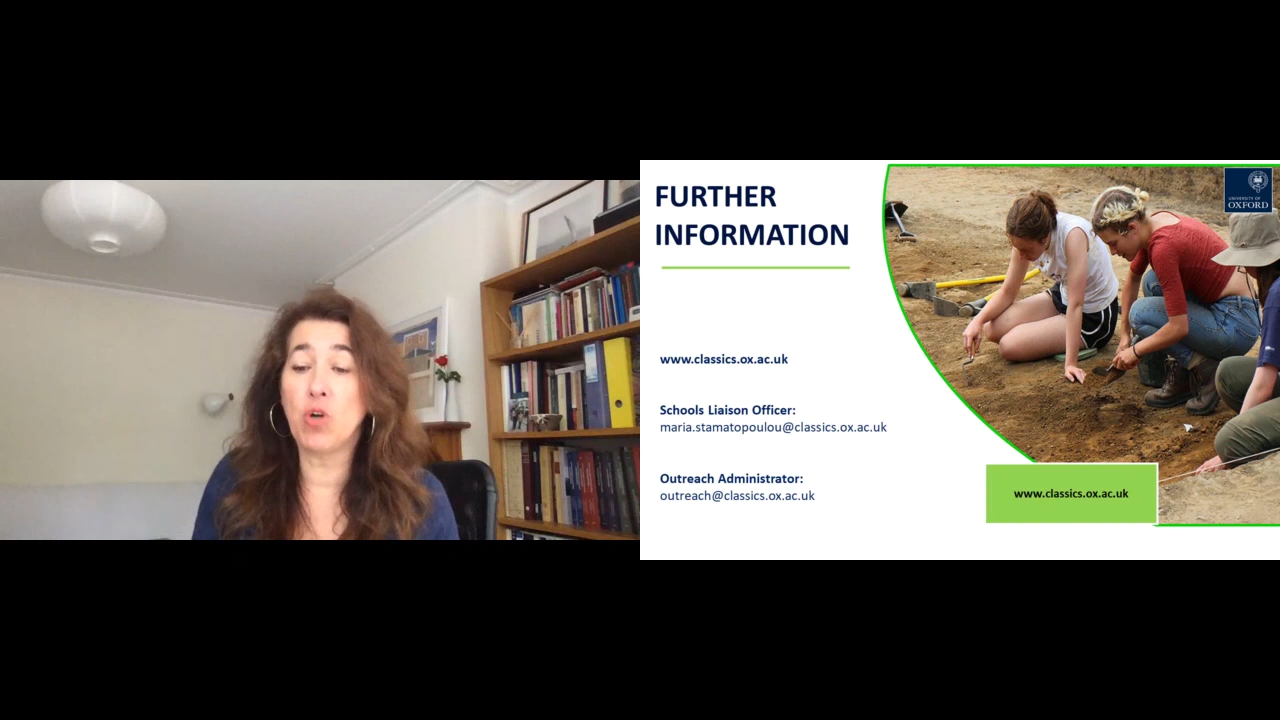 FURTHER
INFORMATION
www.classics.ox.ac.uk
Schools Liaison Officer:
maria.stamatopoulou@classics.ox.ac.uk
Outreach Administrator:
outreach@classics.ox.ac.uk
UNIVERSITY OF
OXFORD
www.classics.ox.ac.uk